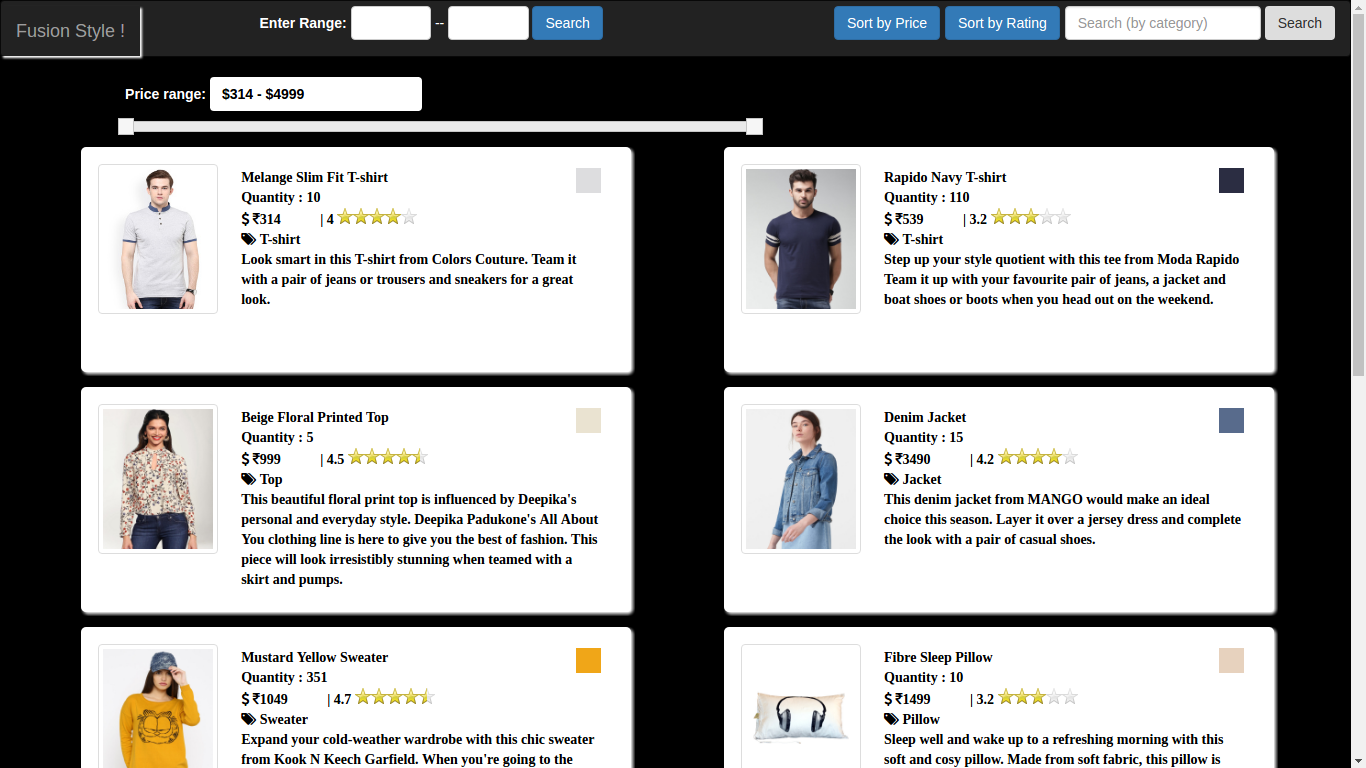 Fusion Style !
Enter Range: -- Search
Sort by Price Sort by Rating Search (by category) Search
Price range: $314 - $4999
Melange Slim Fit T-shirt
Quantity : 10
$ ₹314 | 4
T-shirt
Look smart in this T-shirt from Colors Couture. Team it
with a pair of jeans or trousers and sneakers for a great
look.
Rapido Navy T-shirt
Quantity : 110
$ ₹539 | 3.2
T-shirt
Step up your style quotient with this tee from Moda Rapido
Team it up with your favourite pair of jeans, a jacket and
boat shoes or boots when you head out on the weekend.
Beige Floral Printed Top
Quantity : 5
$ ₹999 | 4.5
Top
This beautiful floral print top is influenced by Deepika's
personal and everyday style. Deepika Padukone's All About
You clothing line is here to give you the best of fashion. This
piece will look irresistibly stunning when teamed with a
skirt and pumps.
Denim Jacket
Quantity : 15
$ ₹3490 | 4.2
Jacket
This denim jacket from MANGO would make an ideal
choice this season. Layer it over a jersey dress and complete
the look with a pair of casual shoes.
Mustard Yellow Sweater
Quantity : 351
$ ₹1049 | 4.7
Sweater
Expand your cold-weather wardrobe with this chic sweater
from Kook N Keech Garfield. When you're going to the
Fibre Sleep Pillow
Quantity : 10
$ ₹1499 | 3.2
Pillow
Sleep well and wake up to a refreshing morning with this
soft and cosy pillow. Made from soft fabric, this pillow is